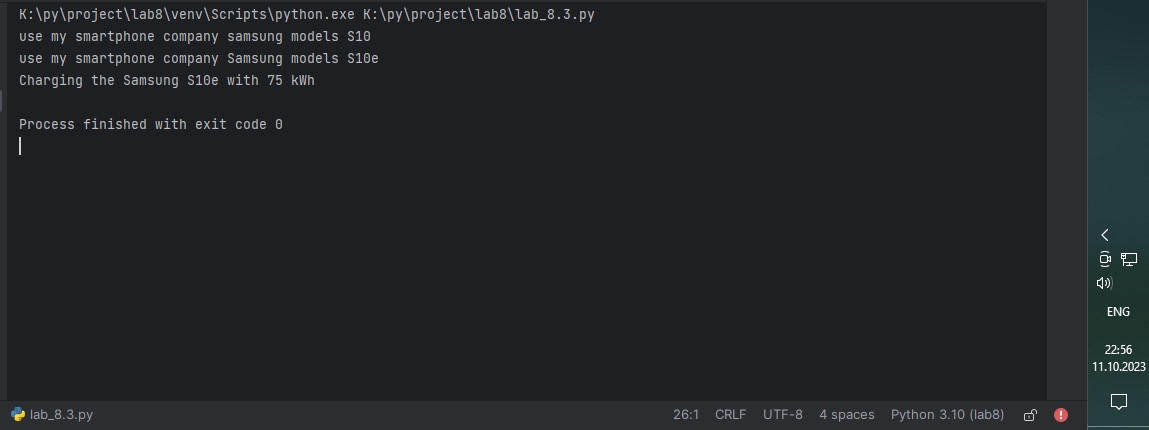 K:\py\project\lab8\venv\Scripts\python.exe K:\py\project\lab8\lab_8.3.py
use my smartphone company samsung models S10
use my smartphone company Samsung models S10e
Charging the Samsung S10e with 75 kWh
Process finished with exit code 0
ENG
22:56
11.10.2023
lab_8.3.py 26:1 CRLF UTF-8 4 spaces Python 3.10 (lab8)